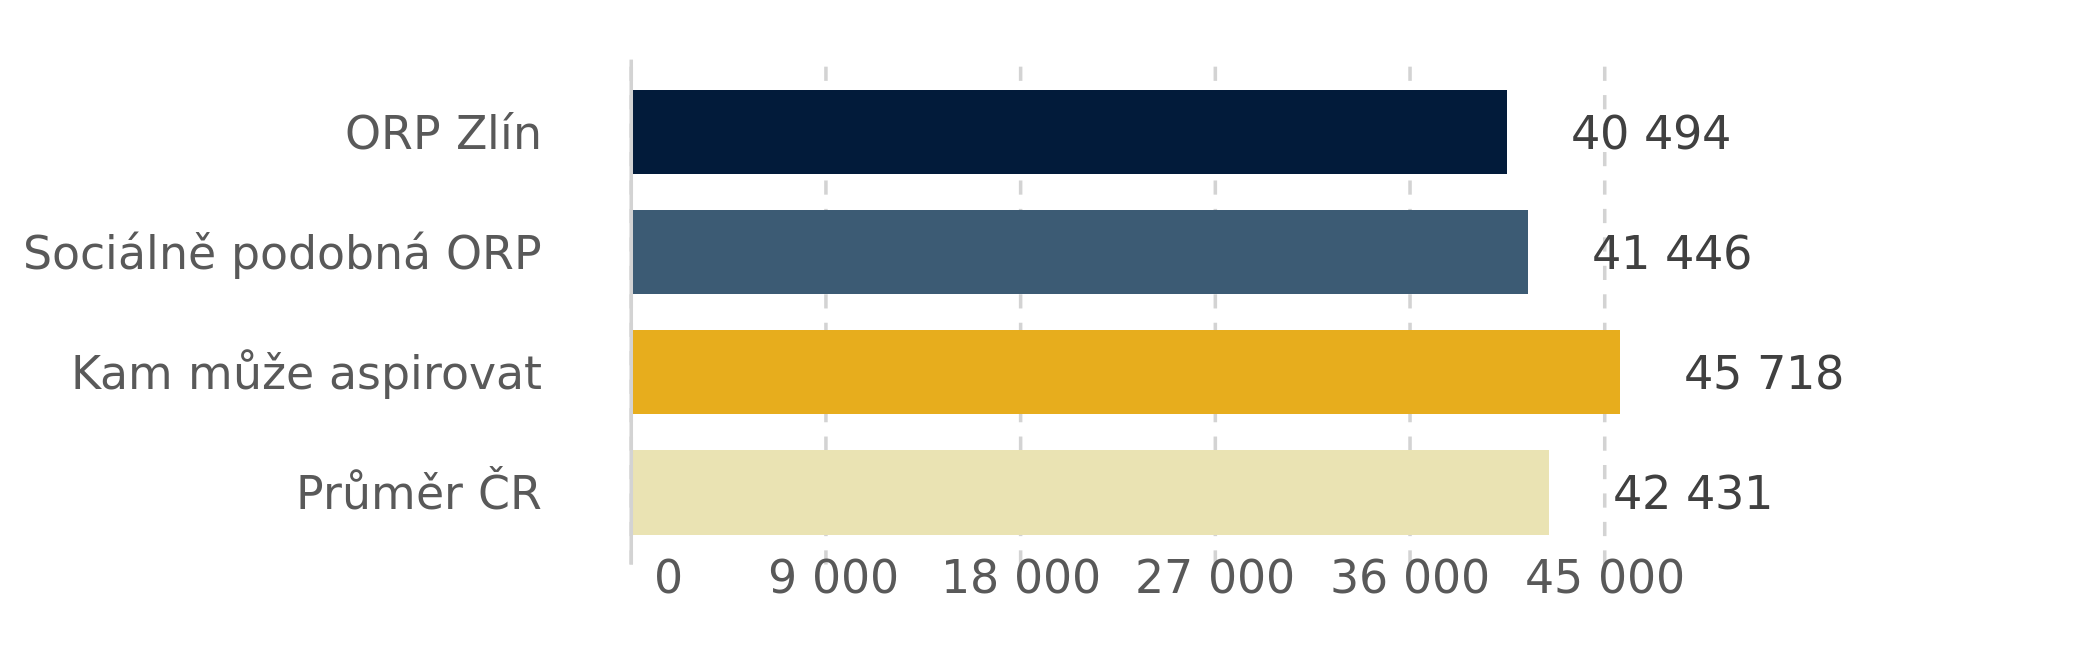 ORP Zlín 40 494
Sociálně podobná ORP 41 446
Kam může aspirovat 45 718
Průměr ČR 42 431
0 9 000 18 000 27 000 36 000 45 000